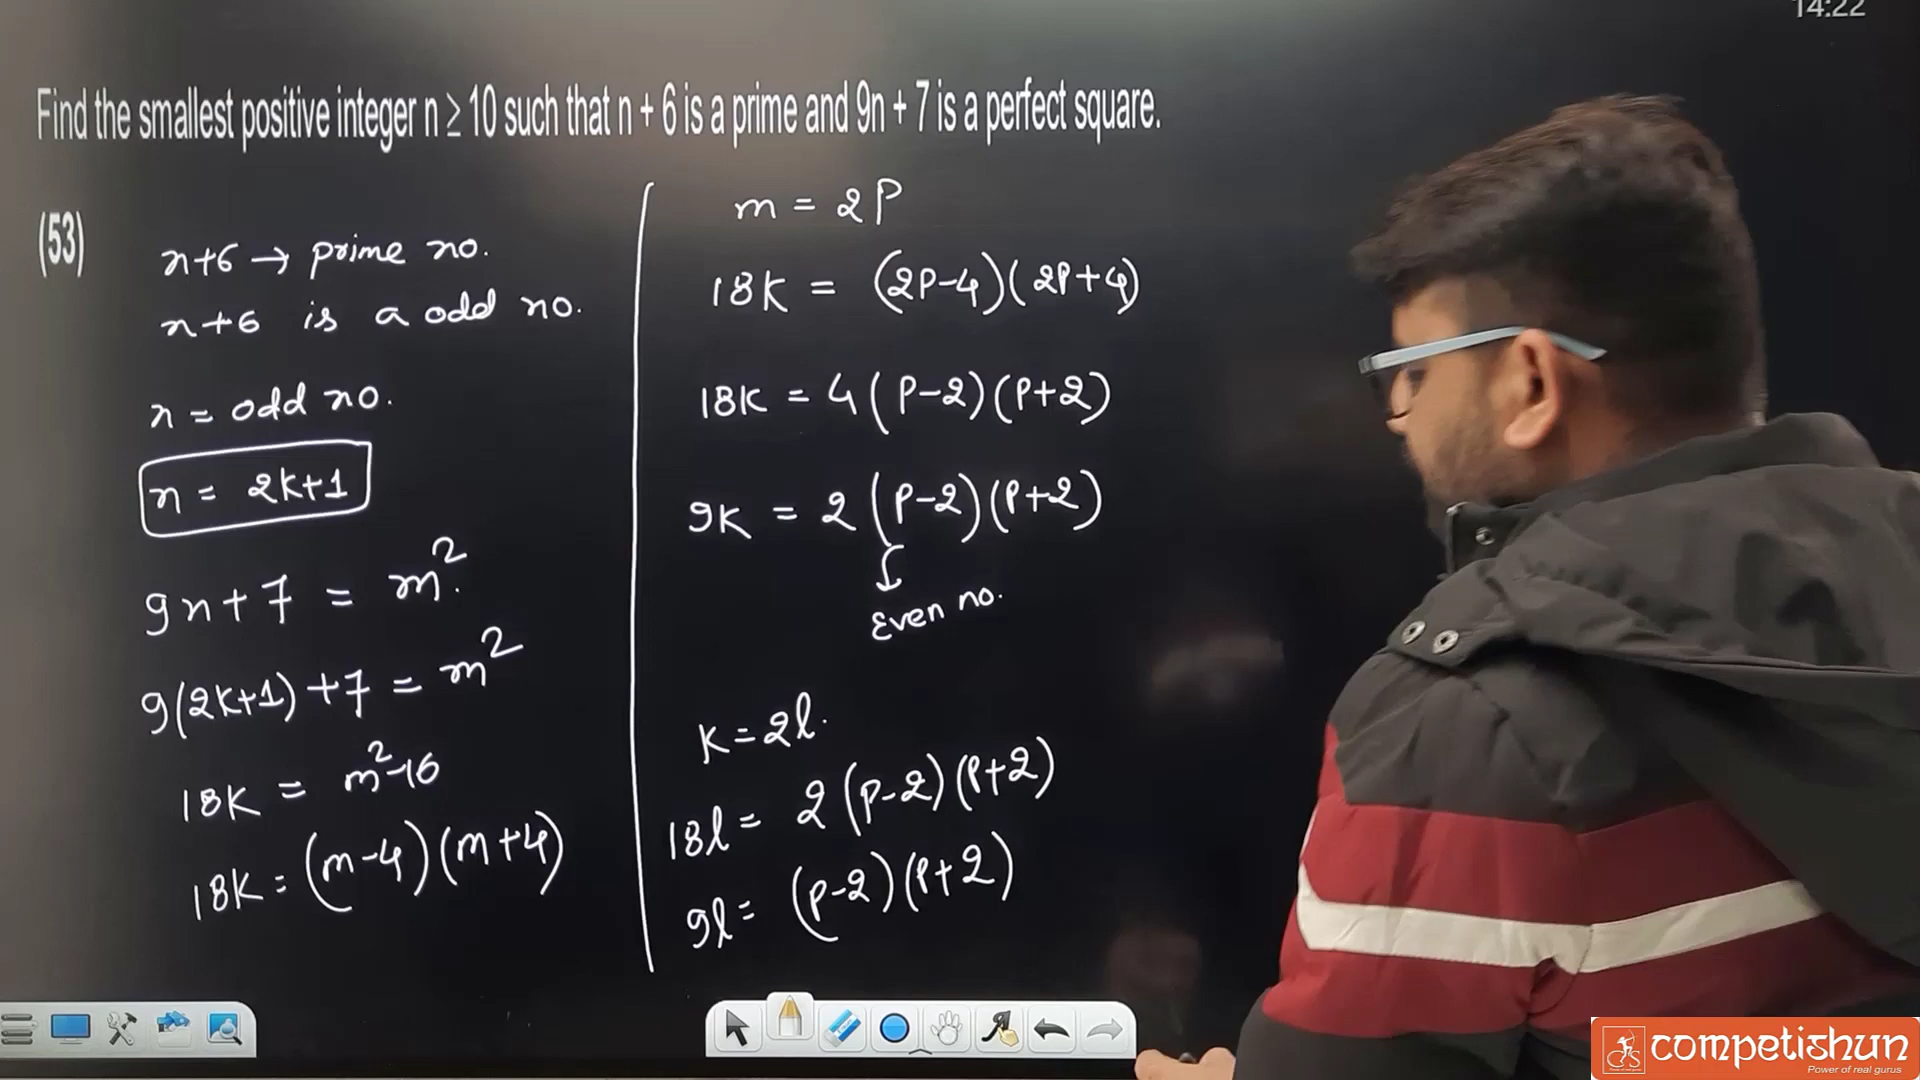 14:22
Find the smallest positive integer n ≥ 10 such that n + 6 is a prime and 9n + 7 is a perfect square.
(53)
n+6 → prime no.
n+6 is a odd no.
n = odd no.
n = 2k+1
9n+7 = m².
9(2k+1) +7 = m²
18k = m²-16
18k = (m-4)(m+4)
m = 2P
18k = (2P-4)(2P+4)
18k = 4(P-2)(P+2)
9k = 2(P-2)(P+2)
Even no.
k = 2l.
18l = 2(P-2)(P+2)
9l = (P-2)(P+2)
competishun
Power of real gurus